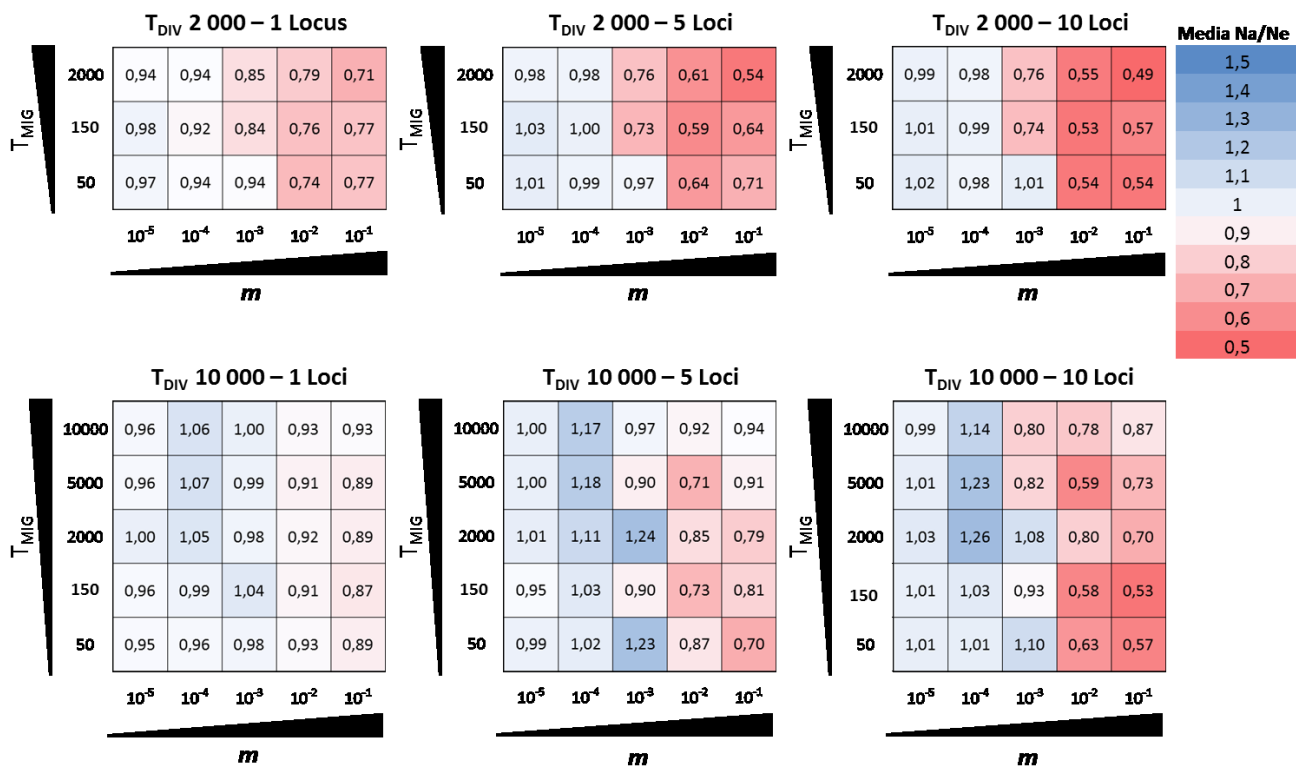 T_DIV 2 000 – 1 Locus
T_MIG
2000 0,94 0,94 0,85 0,79 0,71
150 0,98 0,92 0,84 0,76 0,77
50 0,97 0,94 0,94 0,74 0,77
10⁻⁵ 10⁻⁴ 10⁻³ 10⁻² 10⁻¹
m
T_DIV 2 000 – 5 Loci
T_MIG
2000 0,98 0,98 0,76 0,61 0,54
150 1,03 1,00 0,73 0,59 0,64
50 1,01 0,99 0,97 0,64 0,71
10⁻⁵ 10⁻⁴ 10⁻³ 10⁻² 10⁻¹
m
T_DIV 2 000 – 10 Loci
T_MIG
2000 0,99 0,98 0,76 0,55 0,49
150 1,01 0,99 0,74 0,53 0,57
50 1,02 0,98 1,01 0,54 0,54
10⁻⁵ 10⁻⁴ 10⁻³ 10⁻² 10⁻¹
m
Media Na/Ne
1,5
1,4
1,3
1,2
1,1
1
0,9
0,8
0,7
0,6
0,5
T_DIV 10 000 – 1 Loci
T_MIG
10000 0,96 1,06 1,00 0,93 0,93
5000 0,96 1,07 0,99 0,91 0,89
2000 1,00 1,05 0,98 0,92 0,89
150 0,96 0,99 1,04 0,91 0,87
50 0,95 0,96 0,98 0,93 0,89
10⁻⁵ 10⁻⁴ 10⁻³ 10⁻² 10⁻¹
m
T_DIV 10 000 – 5 Loci
T_MIG
10000 1,00 1,17 0,97 0,92 0,94
5000 1,00 1,18 0,90 0,71 0,91
2000 1,01 1,11 1,24 0,85 0,79
150 0,95 1,03 0,90 0,73 0,81
50 0,99 1,02 1,23 0,87 0,70
10⁻⁵ 10⁻⁴ 10⁻³ 10⁻² 10⁻¹
m
T_DIV 10 000 – 10 Loci
T_MIG
10000 0,99 1,14 0,80 0,78 0,87
5000 1,01 1,23 0,82 0,59 0,73
2000 1,03 1,26 1,08 0,80 0,70
150 1,01 1,03 0,93 0,58 0,53
50 1,01 1,01 1,10 0,63 0,57
10⁻⁵ 10⁻⁴ 10⁻³ 10⁻² 10⁻¹
m